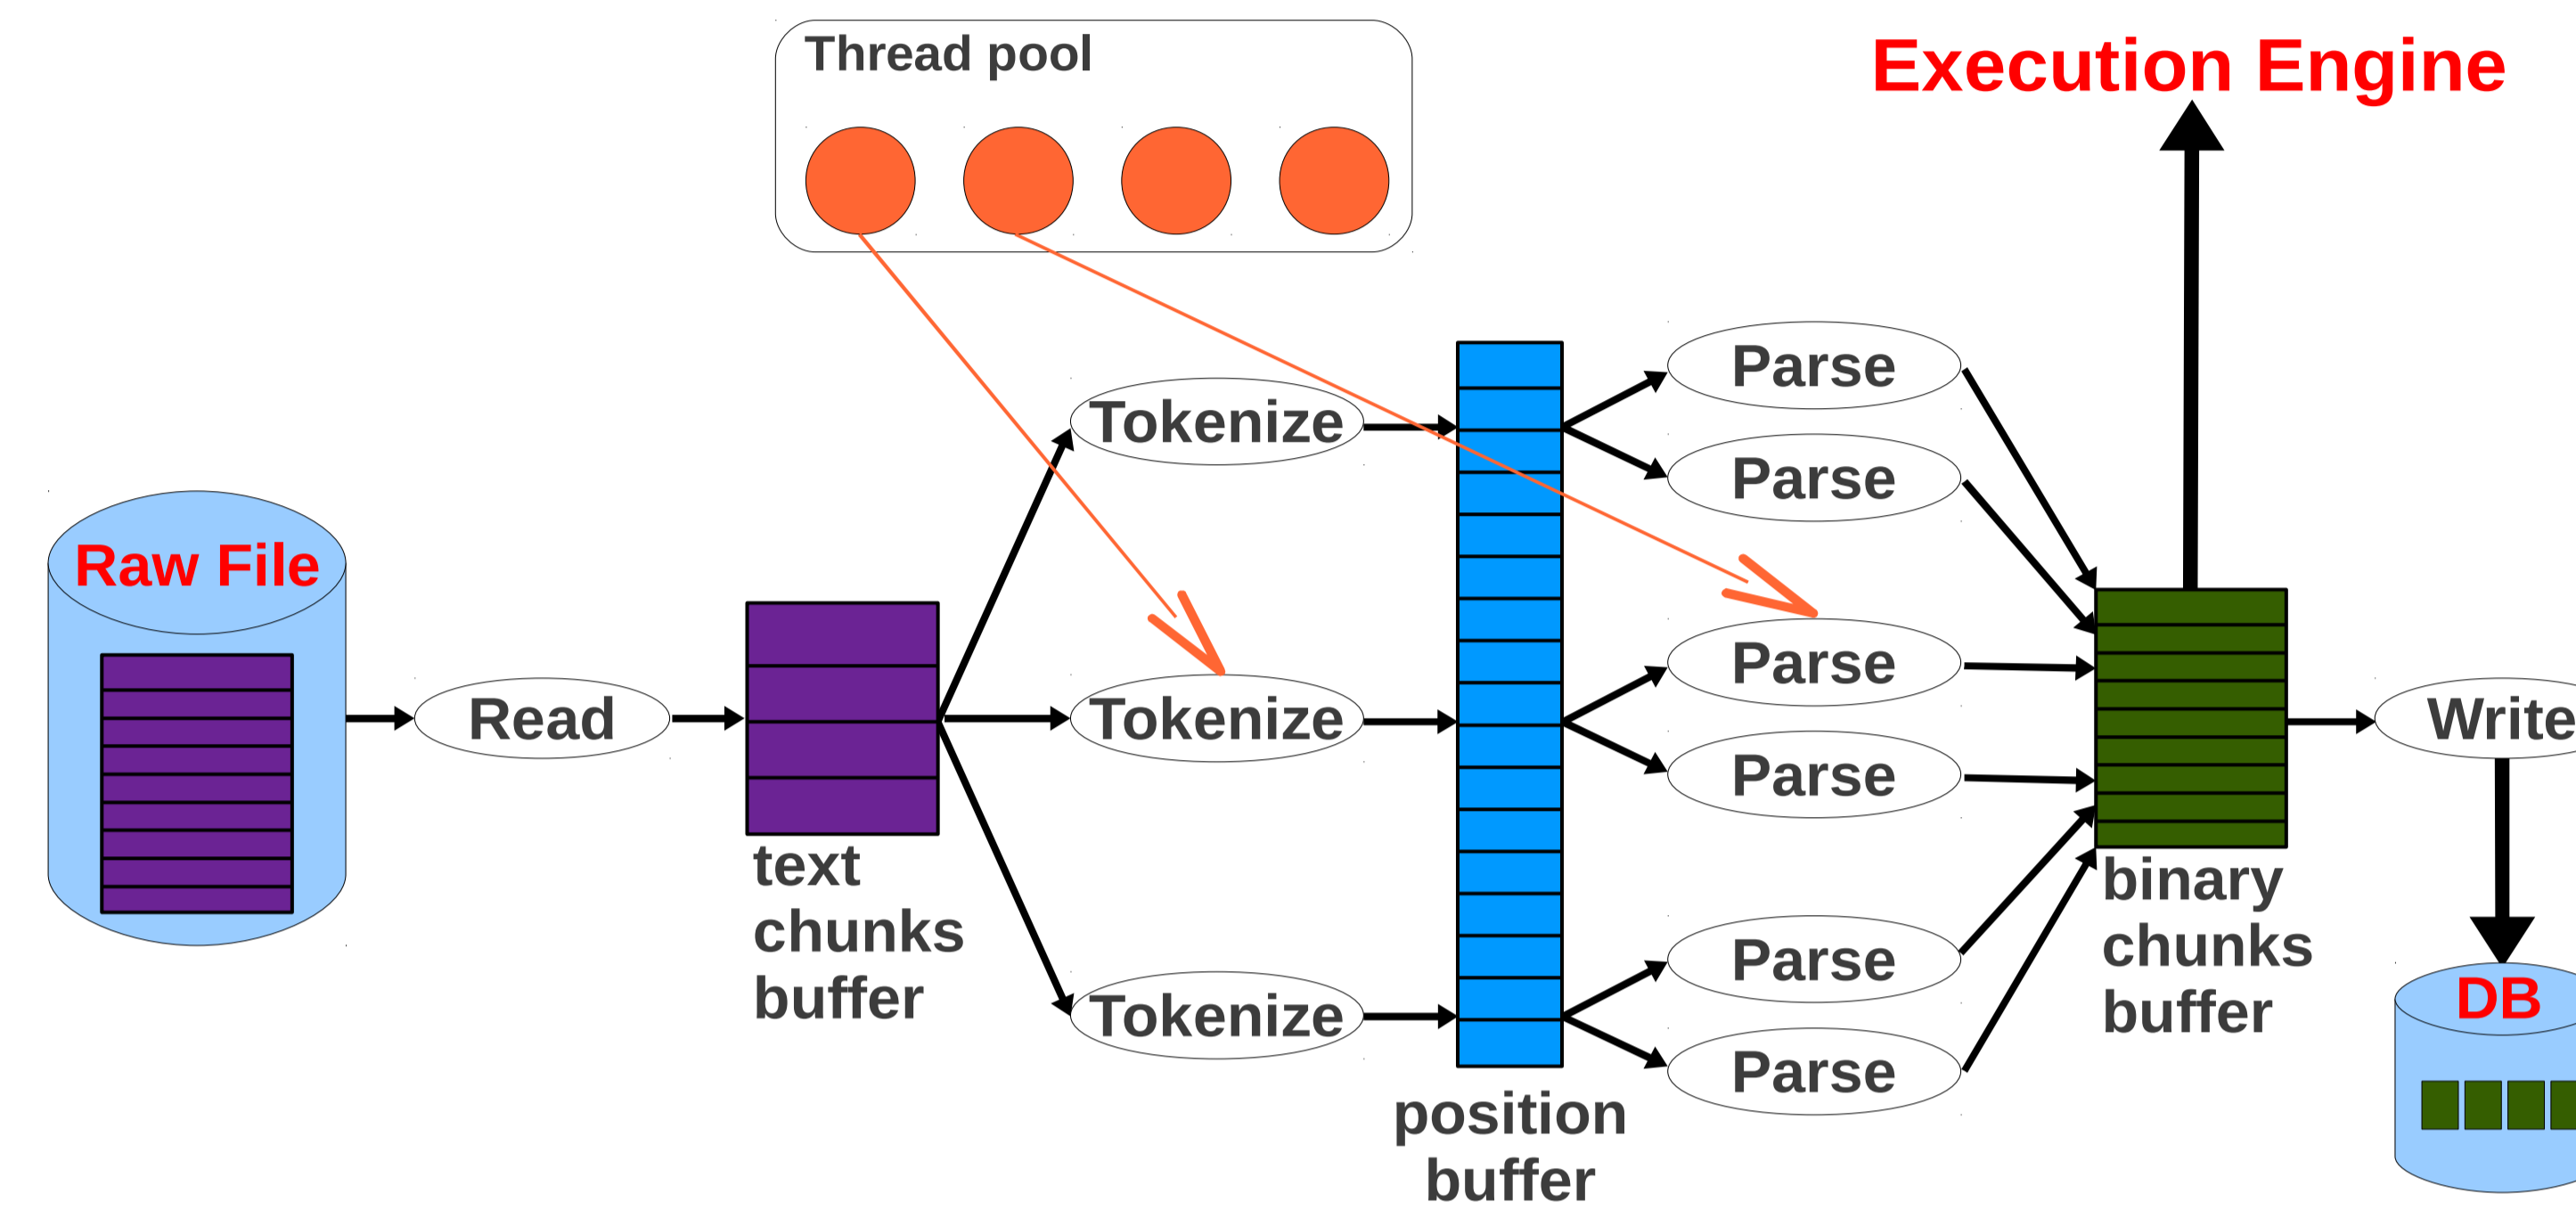 Thread pool
Execution Engine
Parse
Tokenize
Parse
Raw File
Parse
Read
Tokenize
Write
Parse
text
chunks
buffer
binary
chunks
buffer
Parse
DB
Tokenize
Parse
position
buffer